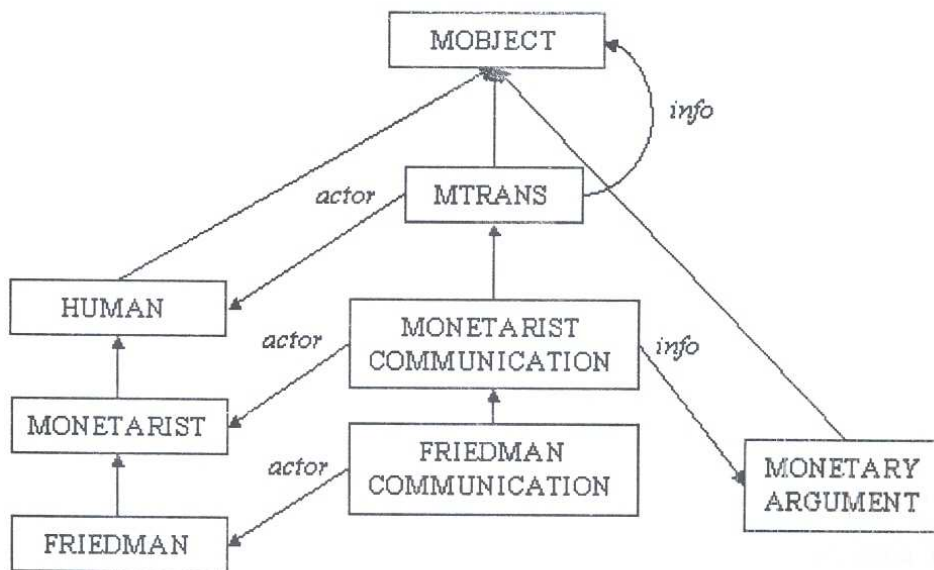 MOBJECT
info
actor
MTRANS
HUMAN
actor
MONETARIST
COMMUNICATION
info
MONETARIST
actor
FRIEDMAN
COMMUNICATION
MONETARY
ARGUMENT
FRIEDMAN